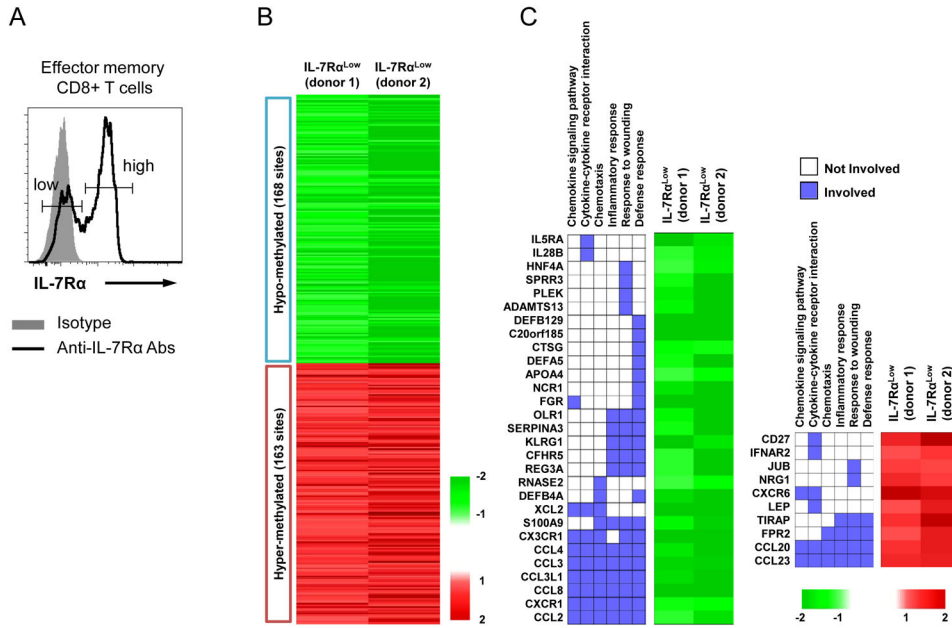 A
B
C
Effector memory
CD8+ T cells
low
high
IL-7Rα
Isotype
Anti-IL-7Rα Abs
IL-7Rα^Low
(donor 1)
IL-7Rα^Low
(donor 2)
Hypo-methylated (168 sites)
Hyper-methylated (163 sites)
-2
-1
1
2
Chemokine signaling pathway
Cytokine-cytokine receptor interaction
Chemotaxis
Inflammatory response
Response to wounding
Defense response
IL-7Rα^Low
(donor 1)
IL-7Rα^Low
(donor 2)
IL5RA
IL28B
HNF4A
SPRR3
PLEK
ADAMTS13
DEFB129
C20orf185
CTSG
DEFA5
APOA4
NCR1
FGR
OLR1
SERPINA3
KLRG1
CFHR5
REG3A
RNASE2
DEFB4A
XCL2
S100A9
CX3CR1
CCL4
CCL3
CCL3L1
CCL8
CXCR1
CCL2
Not Involved
Involved
Chemokine signaling pathway
Cytokine-cytokine receptor interaction
Chemotaxis
Inflammatory response
Response to wounding
Defense response
IL-7Rα^Low
(donor 1)
IL-7Rα^Low
(donor 2)
CD27
IFNAR2
JUB
NRG1
CXCR6
LEP
TIRAP
FPR2
CCL20
CCL23
-2
-1
1
2